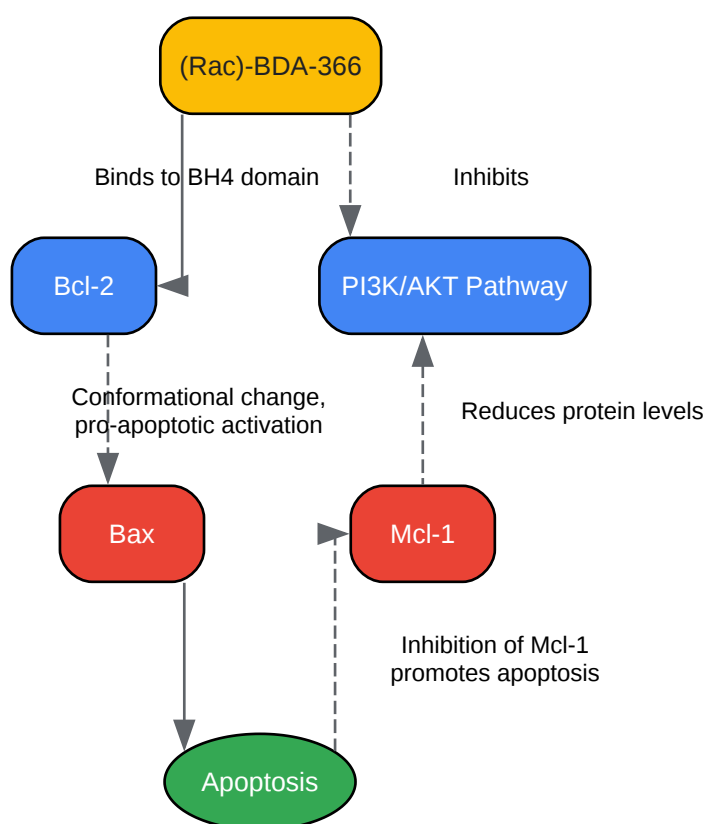 (Rac)-BDA-366
Binds to BH4 domain
Inhibits
Bcl-2
PI3K/AKT Pathway
Conformational change,
pro-apoptotic activation
Reduces protein levels
Bax
Mcl-1
Inhibition of Mcl-1
promotes apoptosis
Apoptosis